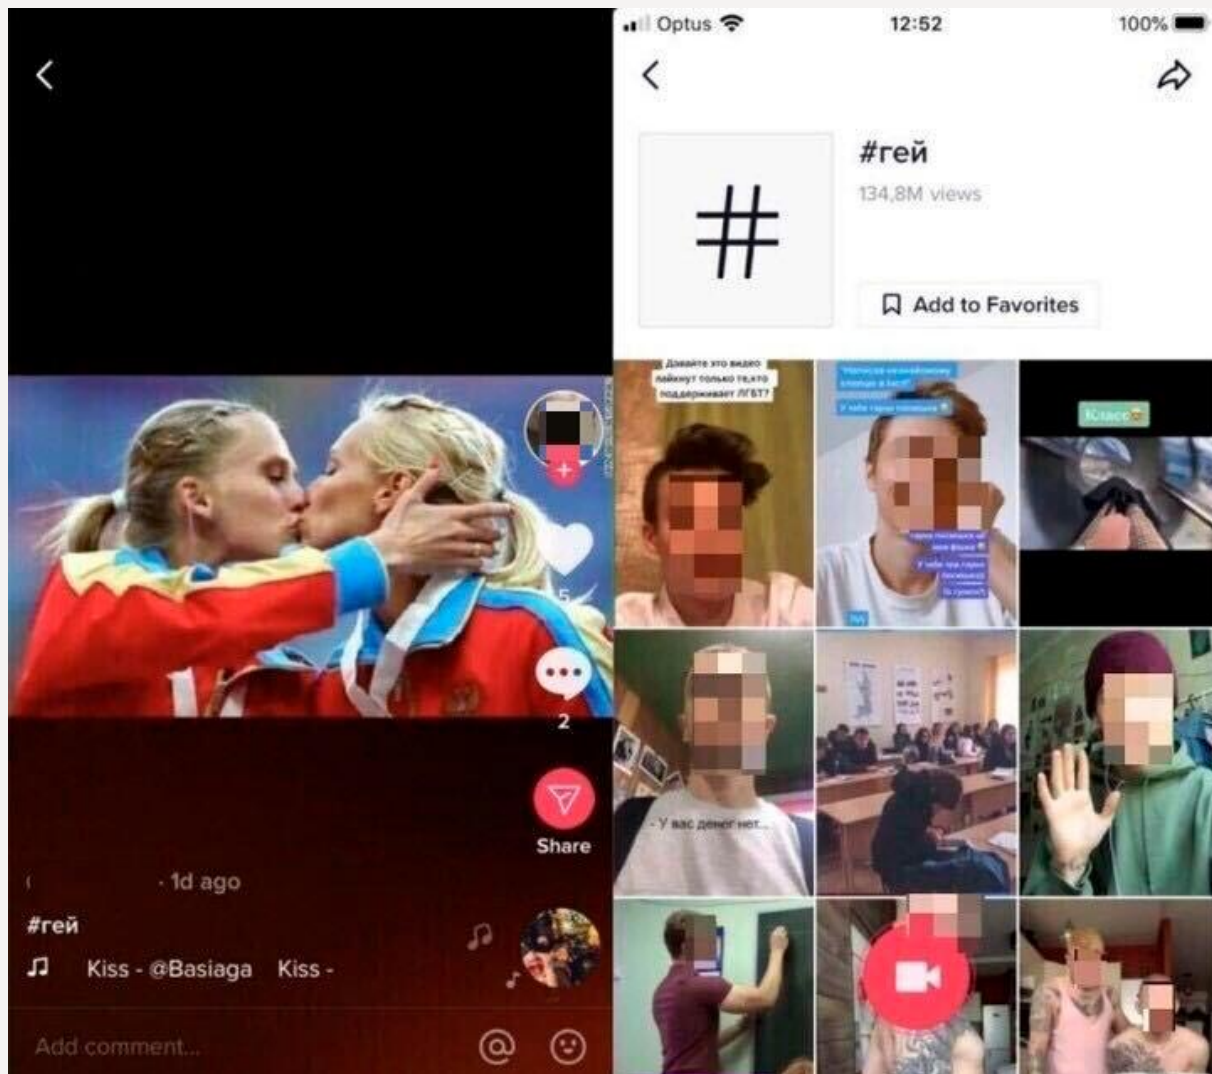 · 1d ago
#гей
Kiss - @Basiaga Kiss -
5
2
Share
Add comment...
Optus
12:52
100%
#гей
134,8M views
Add to Favorites
Давайте это видео
лайкнут только те,кто
поддерживает ЛГБТ?
Класс
- У вас денег нет...